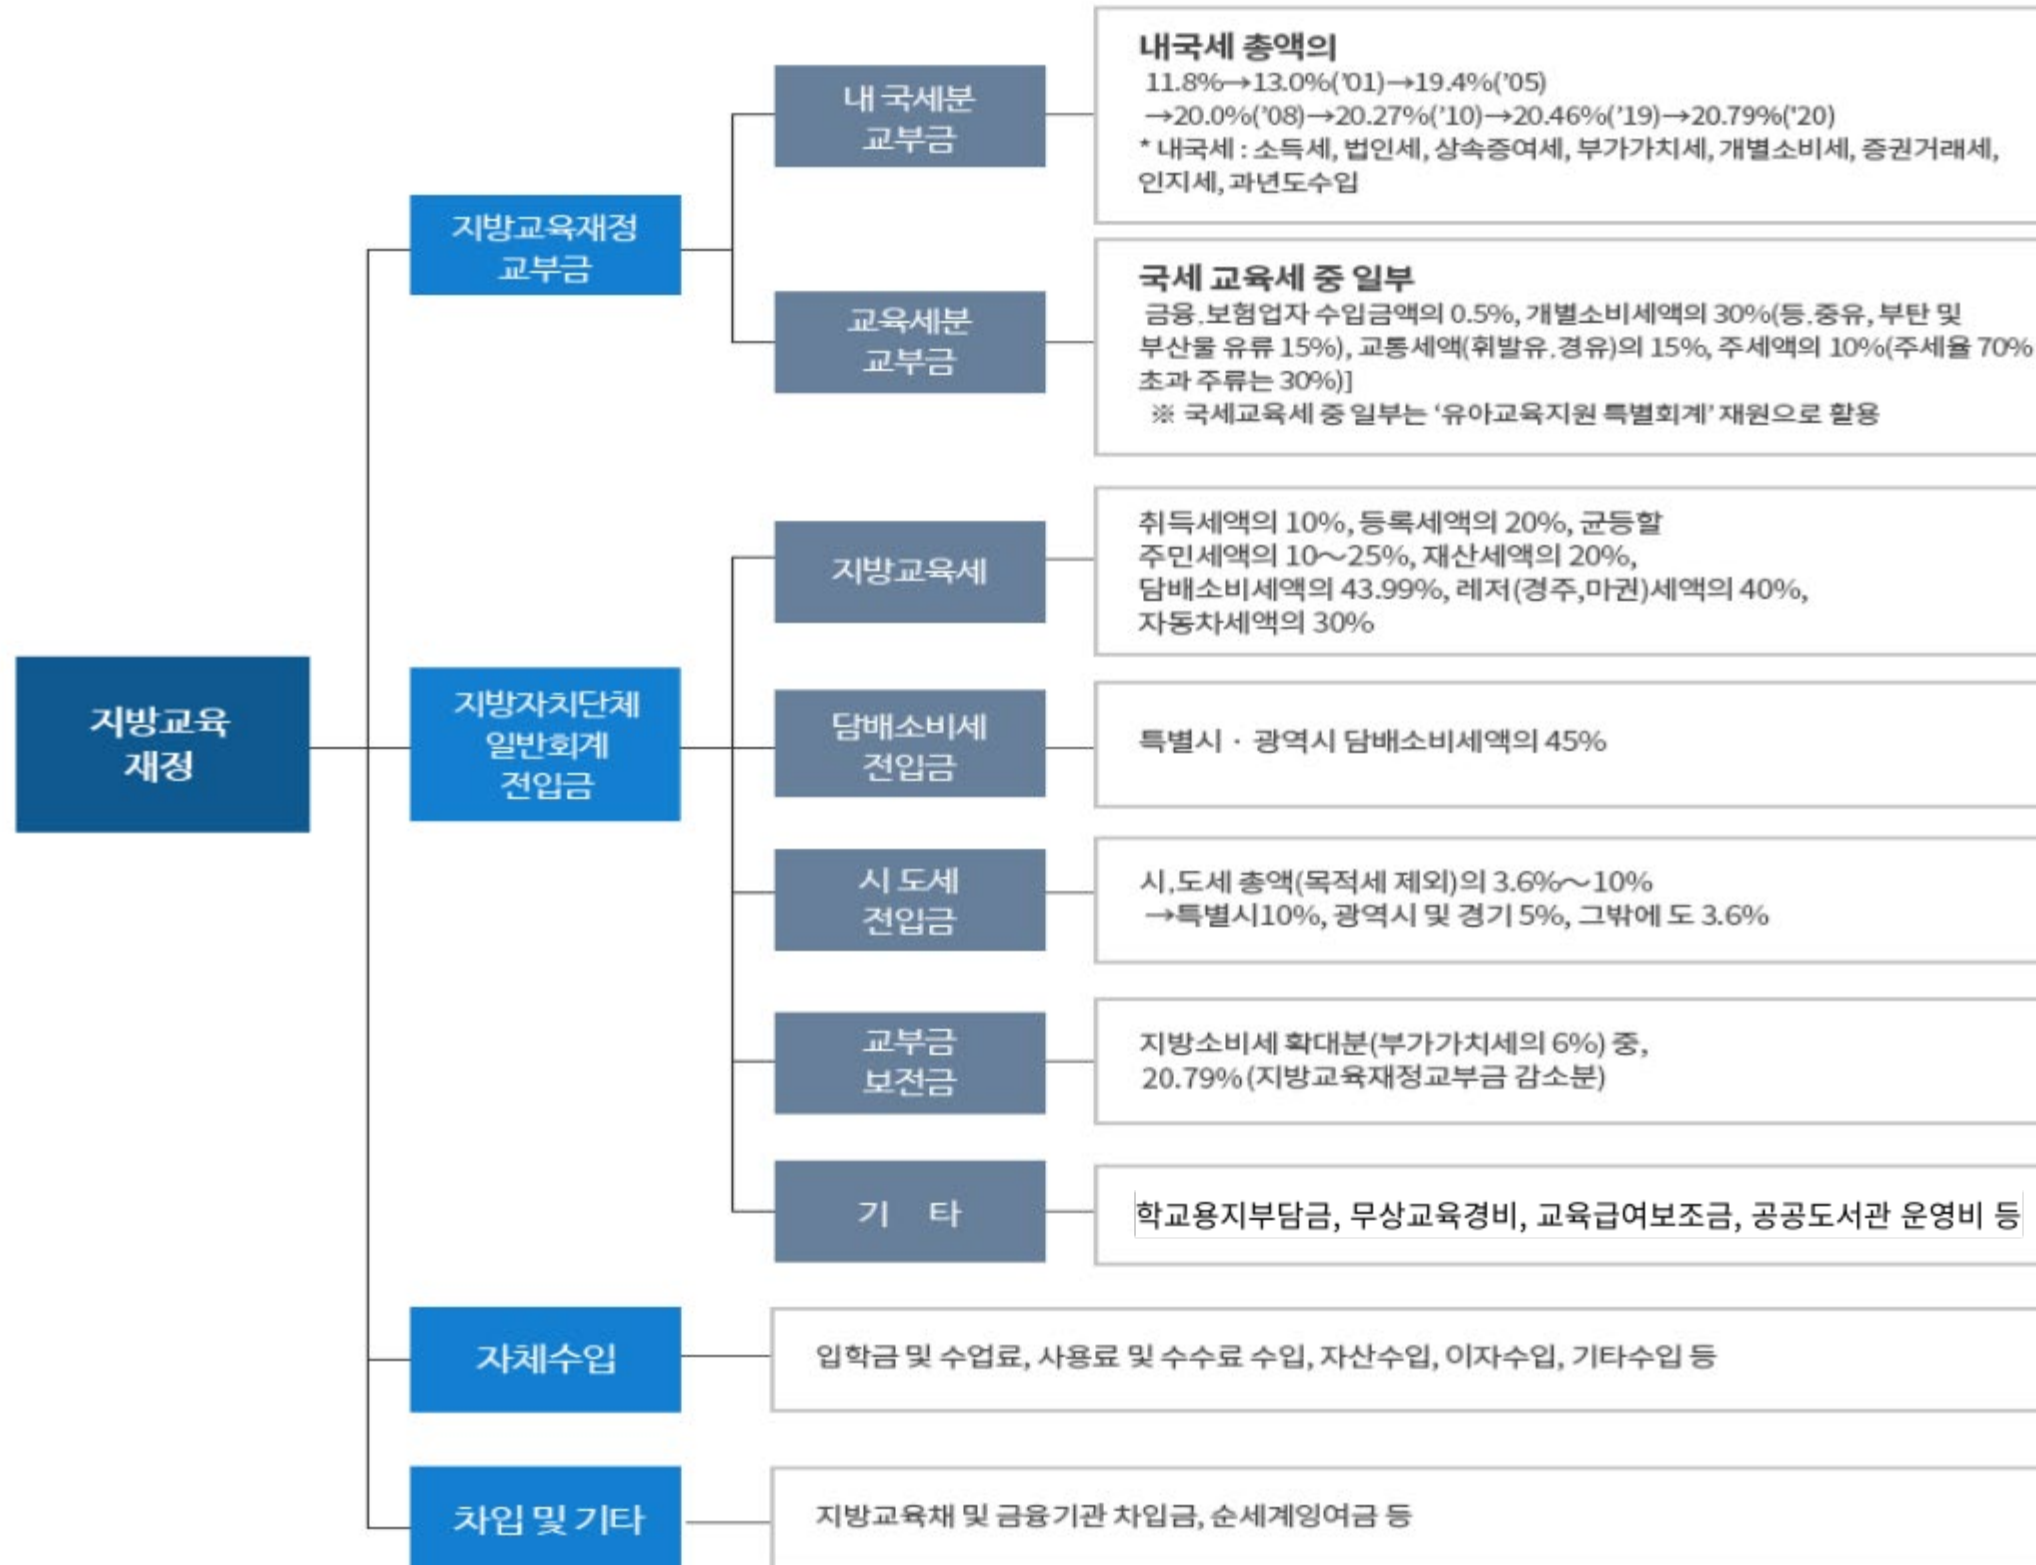 지방교육
재정
지방교육재정
교부금
내 국세분
교부금
내국세 총액의
11.8%→13.0%('01)→19.4%('05)
→20.0%('08)→20.27%('10)→20.46%('19)→20.79%('20)
* 내국세 : 소득세, 법인세, 상속증여세, 부가가치세, 개별소비세, 증권거래세,
인지세, 과년도수입
교육세분
교부금
국세 교육세 중 일부
금융.보험업자 수입금액의 0.5%, 개별소비세액의 30%(등.중유, 부탄 및
부산물 유류 15%), 교통세액(휘발유.경유)의 15%, 주세액의 10%(주세율 70%
초과 주류는 30%)]
※ 국세교육세 중 일부는 ‘유아교육지원 특별회계’ 재원으로 활용
지방자치단체
일반회계
전입금
지방교육세
취득세액의 10%, 등록세액의 20%, 균등할
주민세액의 10～25%, 재산세액의 20%,
담배소비세액의 43.99%, 레저(경주,마권)세액의 40%,
자동차세액의 30%
담배소비세
전입금
특별시 · 광역시 담배소비세액의 45%
시 도세
전입금
시,도세 총액(목적세 제외)의 3.6%～10%
→특별시10%, 광역시 및 경기 5%, 그밖에 도 3.6%
교부금
보전금
지방소비세 확대분(부가가치세의 6%) 중,
20.79% (지방교육재정교부금 감소분)
기 타
학교용지부담금, 무상교육경비, 교육급여보조금, 공공도서관 운영비 등
자체수입
입학금 및 수업료, 사용료 및 수수료 수입, 자산수입, 이자수입, 기타수입 등
차입 및 기타
지방교육채 및 금융기관 차입금, 순세계잉여금 등